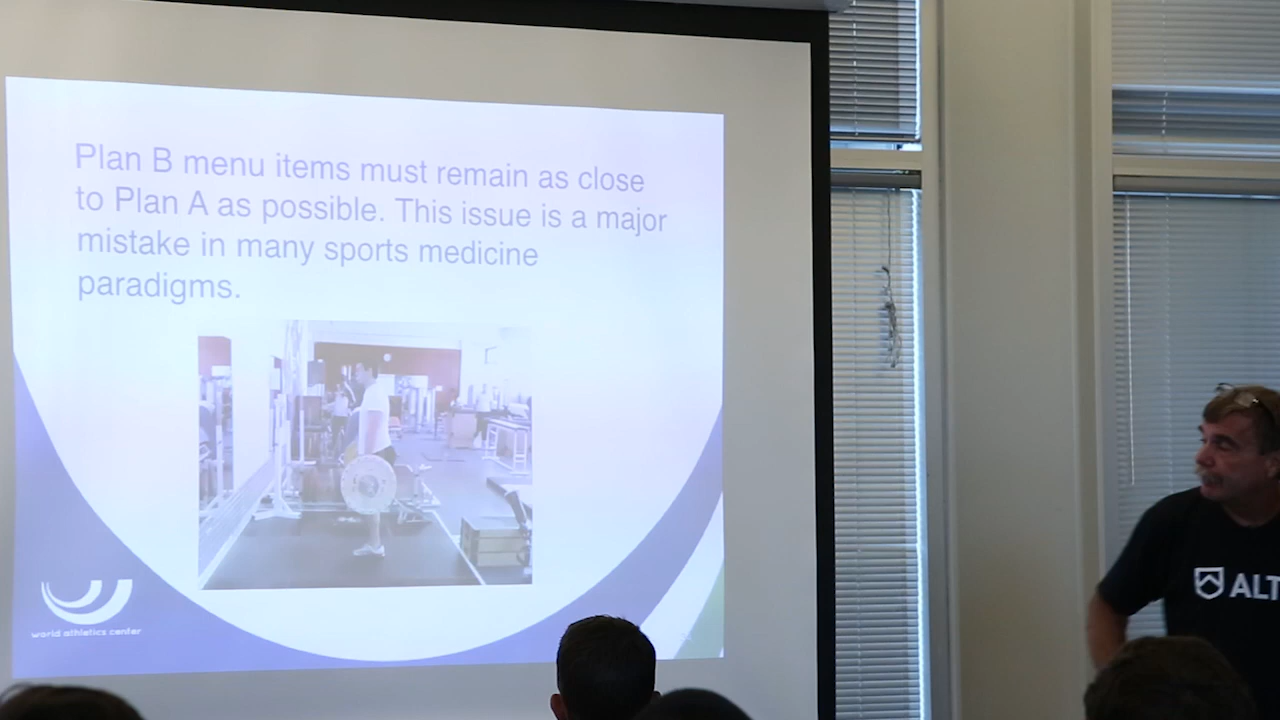 Plan B menu items must remain as close
to Plan A as possible. This issue is a major
mistake in many sports medicine
paradigms.
world athletics center
ALT